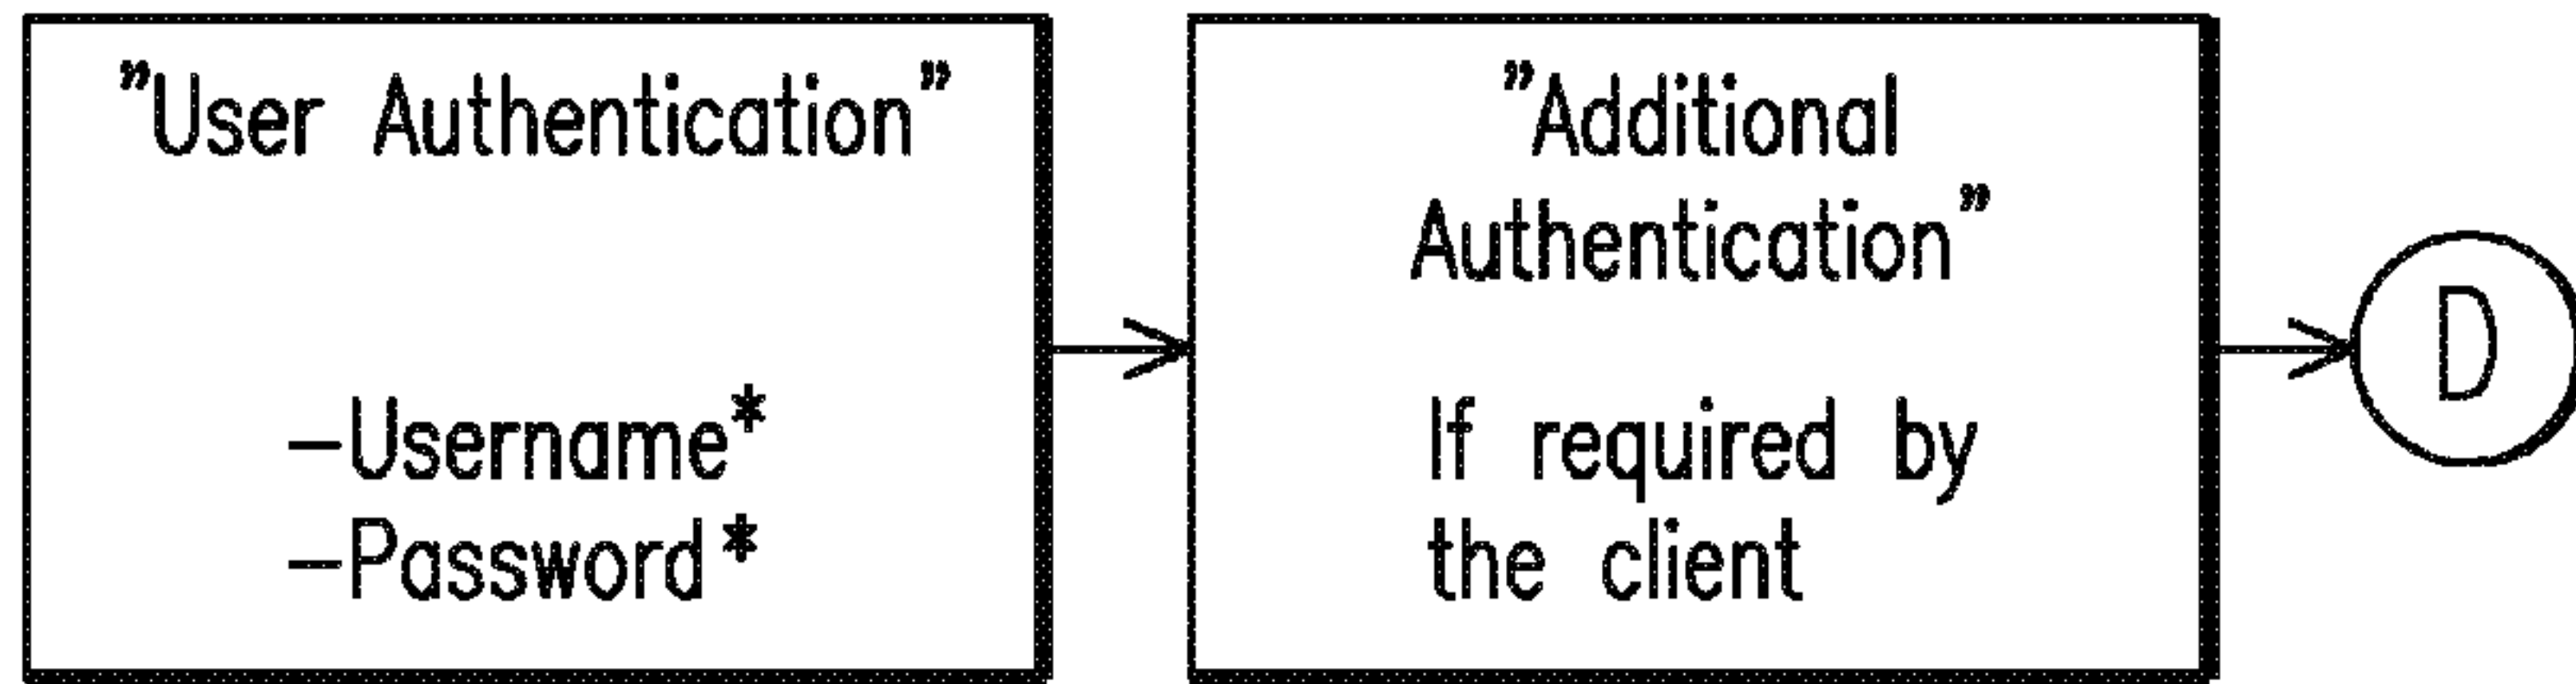 ”User Authentication”
–Username*
–Password*
”Additional
Authentication”
If required by
the client
D